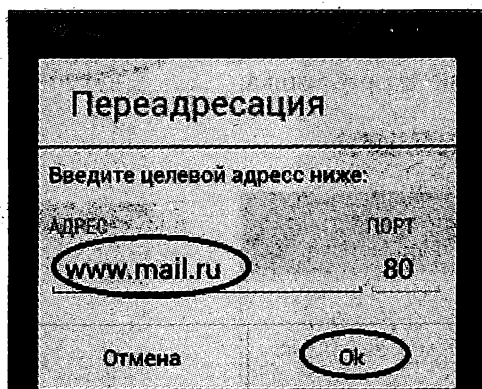 Переадресация
Введите целевой адресс ниже:
АДРЕС ПОРТ
www.mail.ru 80
Отмена Ok